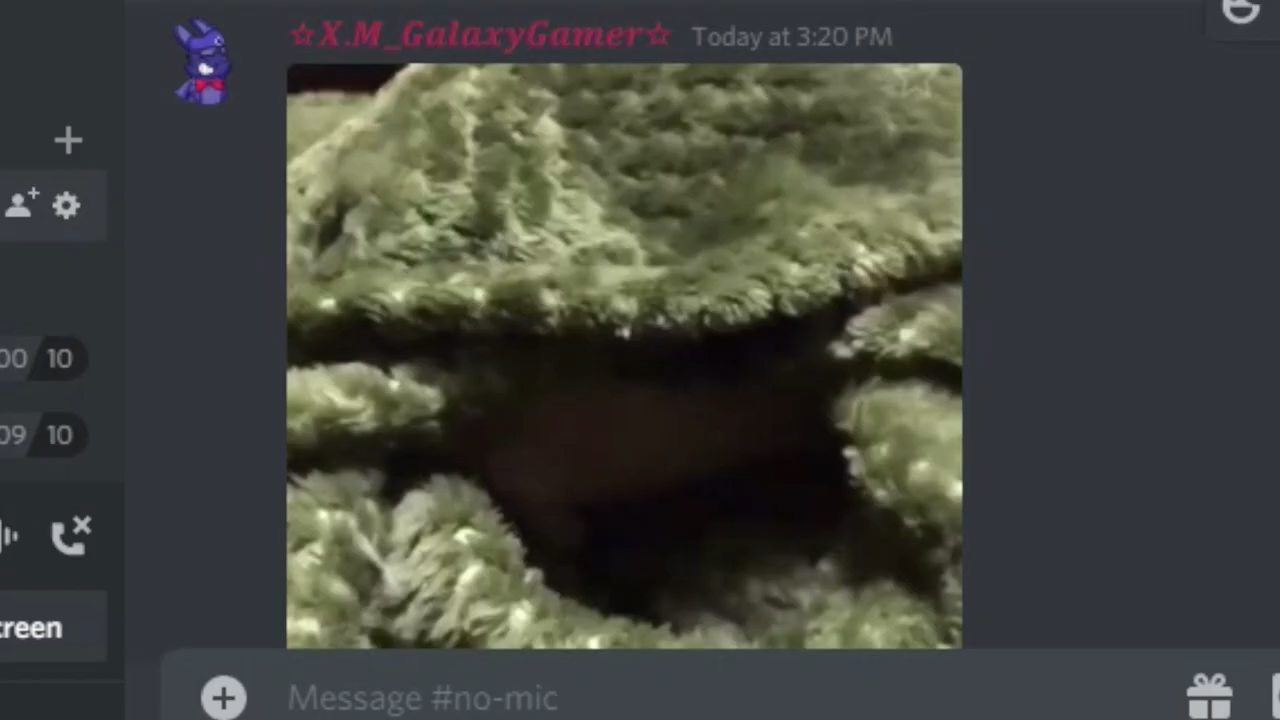 ☆X.M_GalaxyGamer☆ Today at 3:20 PM
00 10
09 10
creen
Message #no-mic